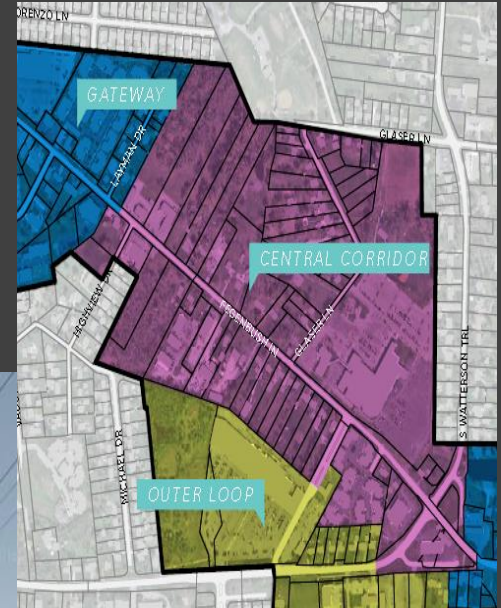 ORENZO LN
GATEWAY
LAYMAN DR
GLASER LN
CENTRAL CORRIDOR
HIGHVIEW DR
FEGENBUSH LN
GLASER LN
S WATTERSON TRL
MICHAEL DR
OUTER LOOP